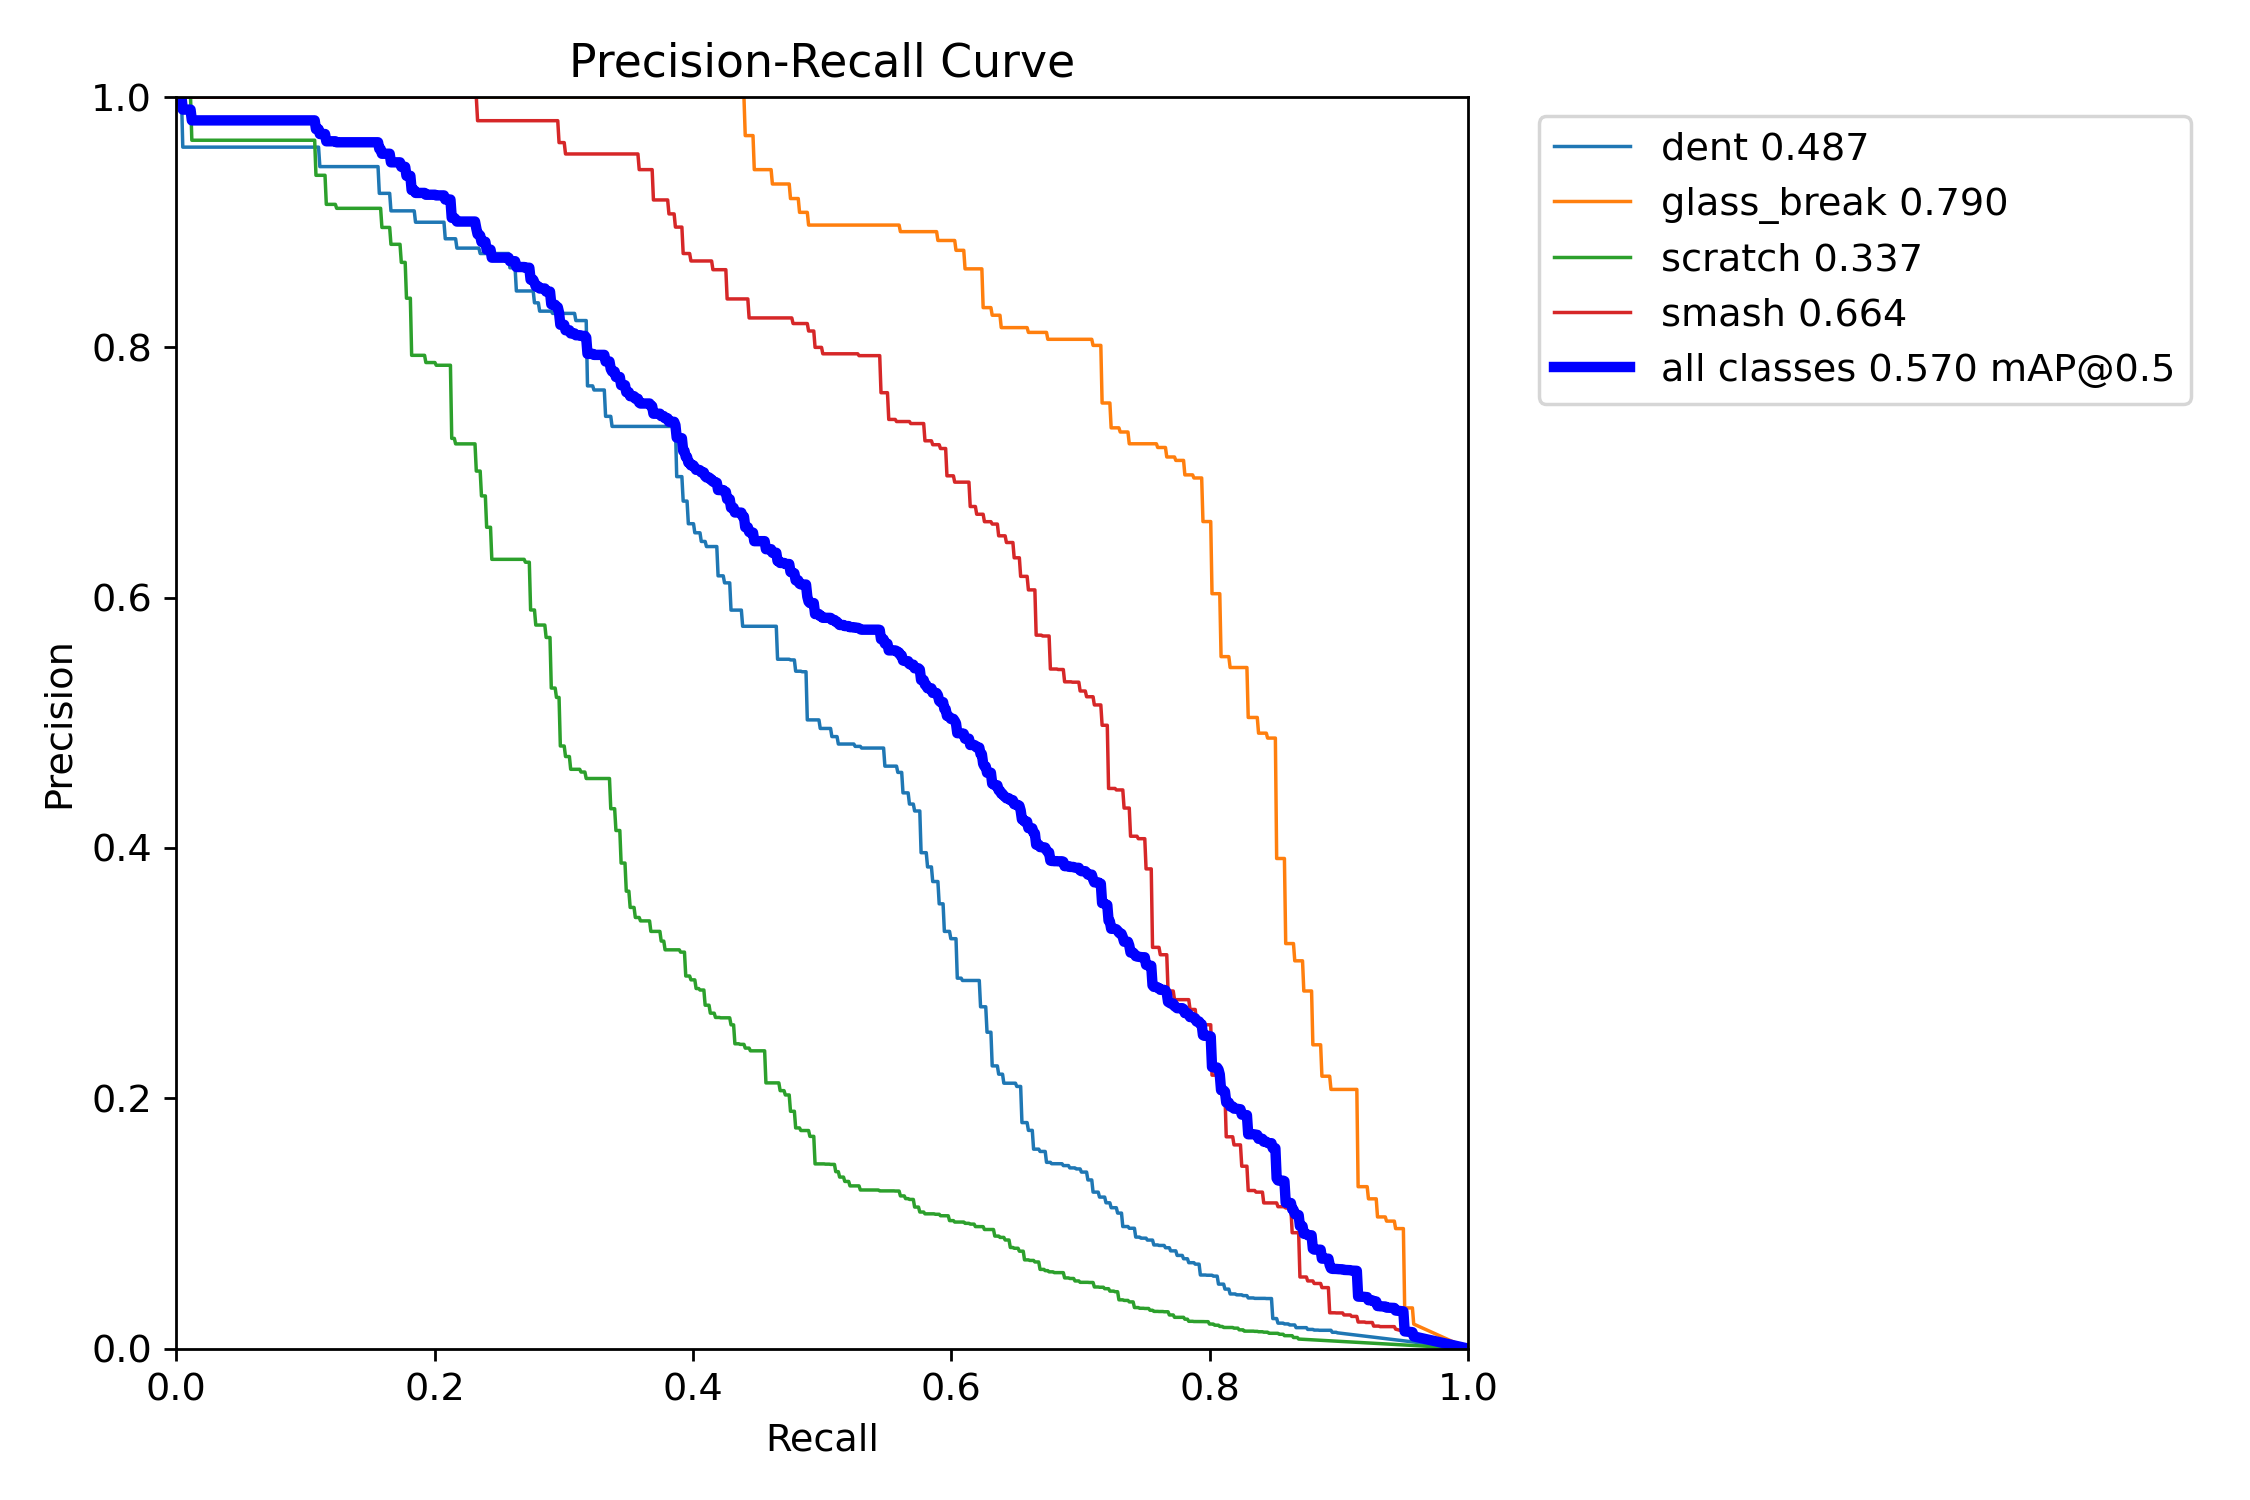 Precision-Recall Curve
1.0
0.8
0.6
0.4
0.2
0.0
Precision
0.0 0.2 0.4 0.6 0.8 1.0
Recall
dent 0.487
glass_break 0.790
scratch 0.337
smash 0.664
all classes 0.570 mAP@0.5